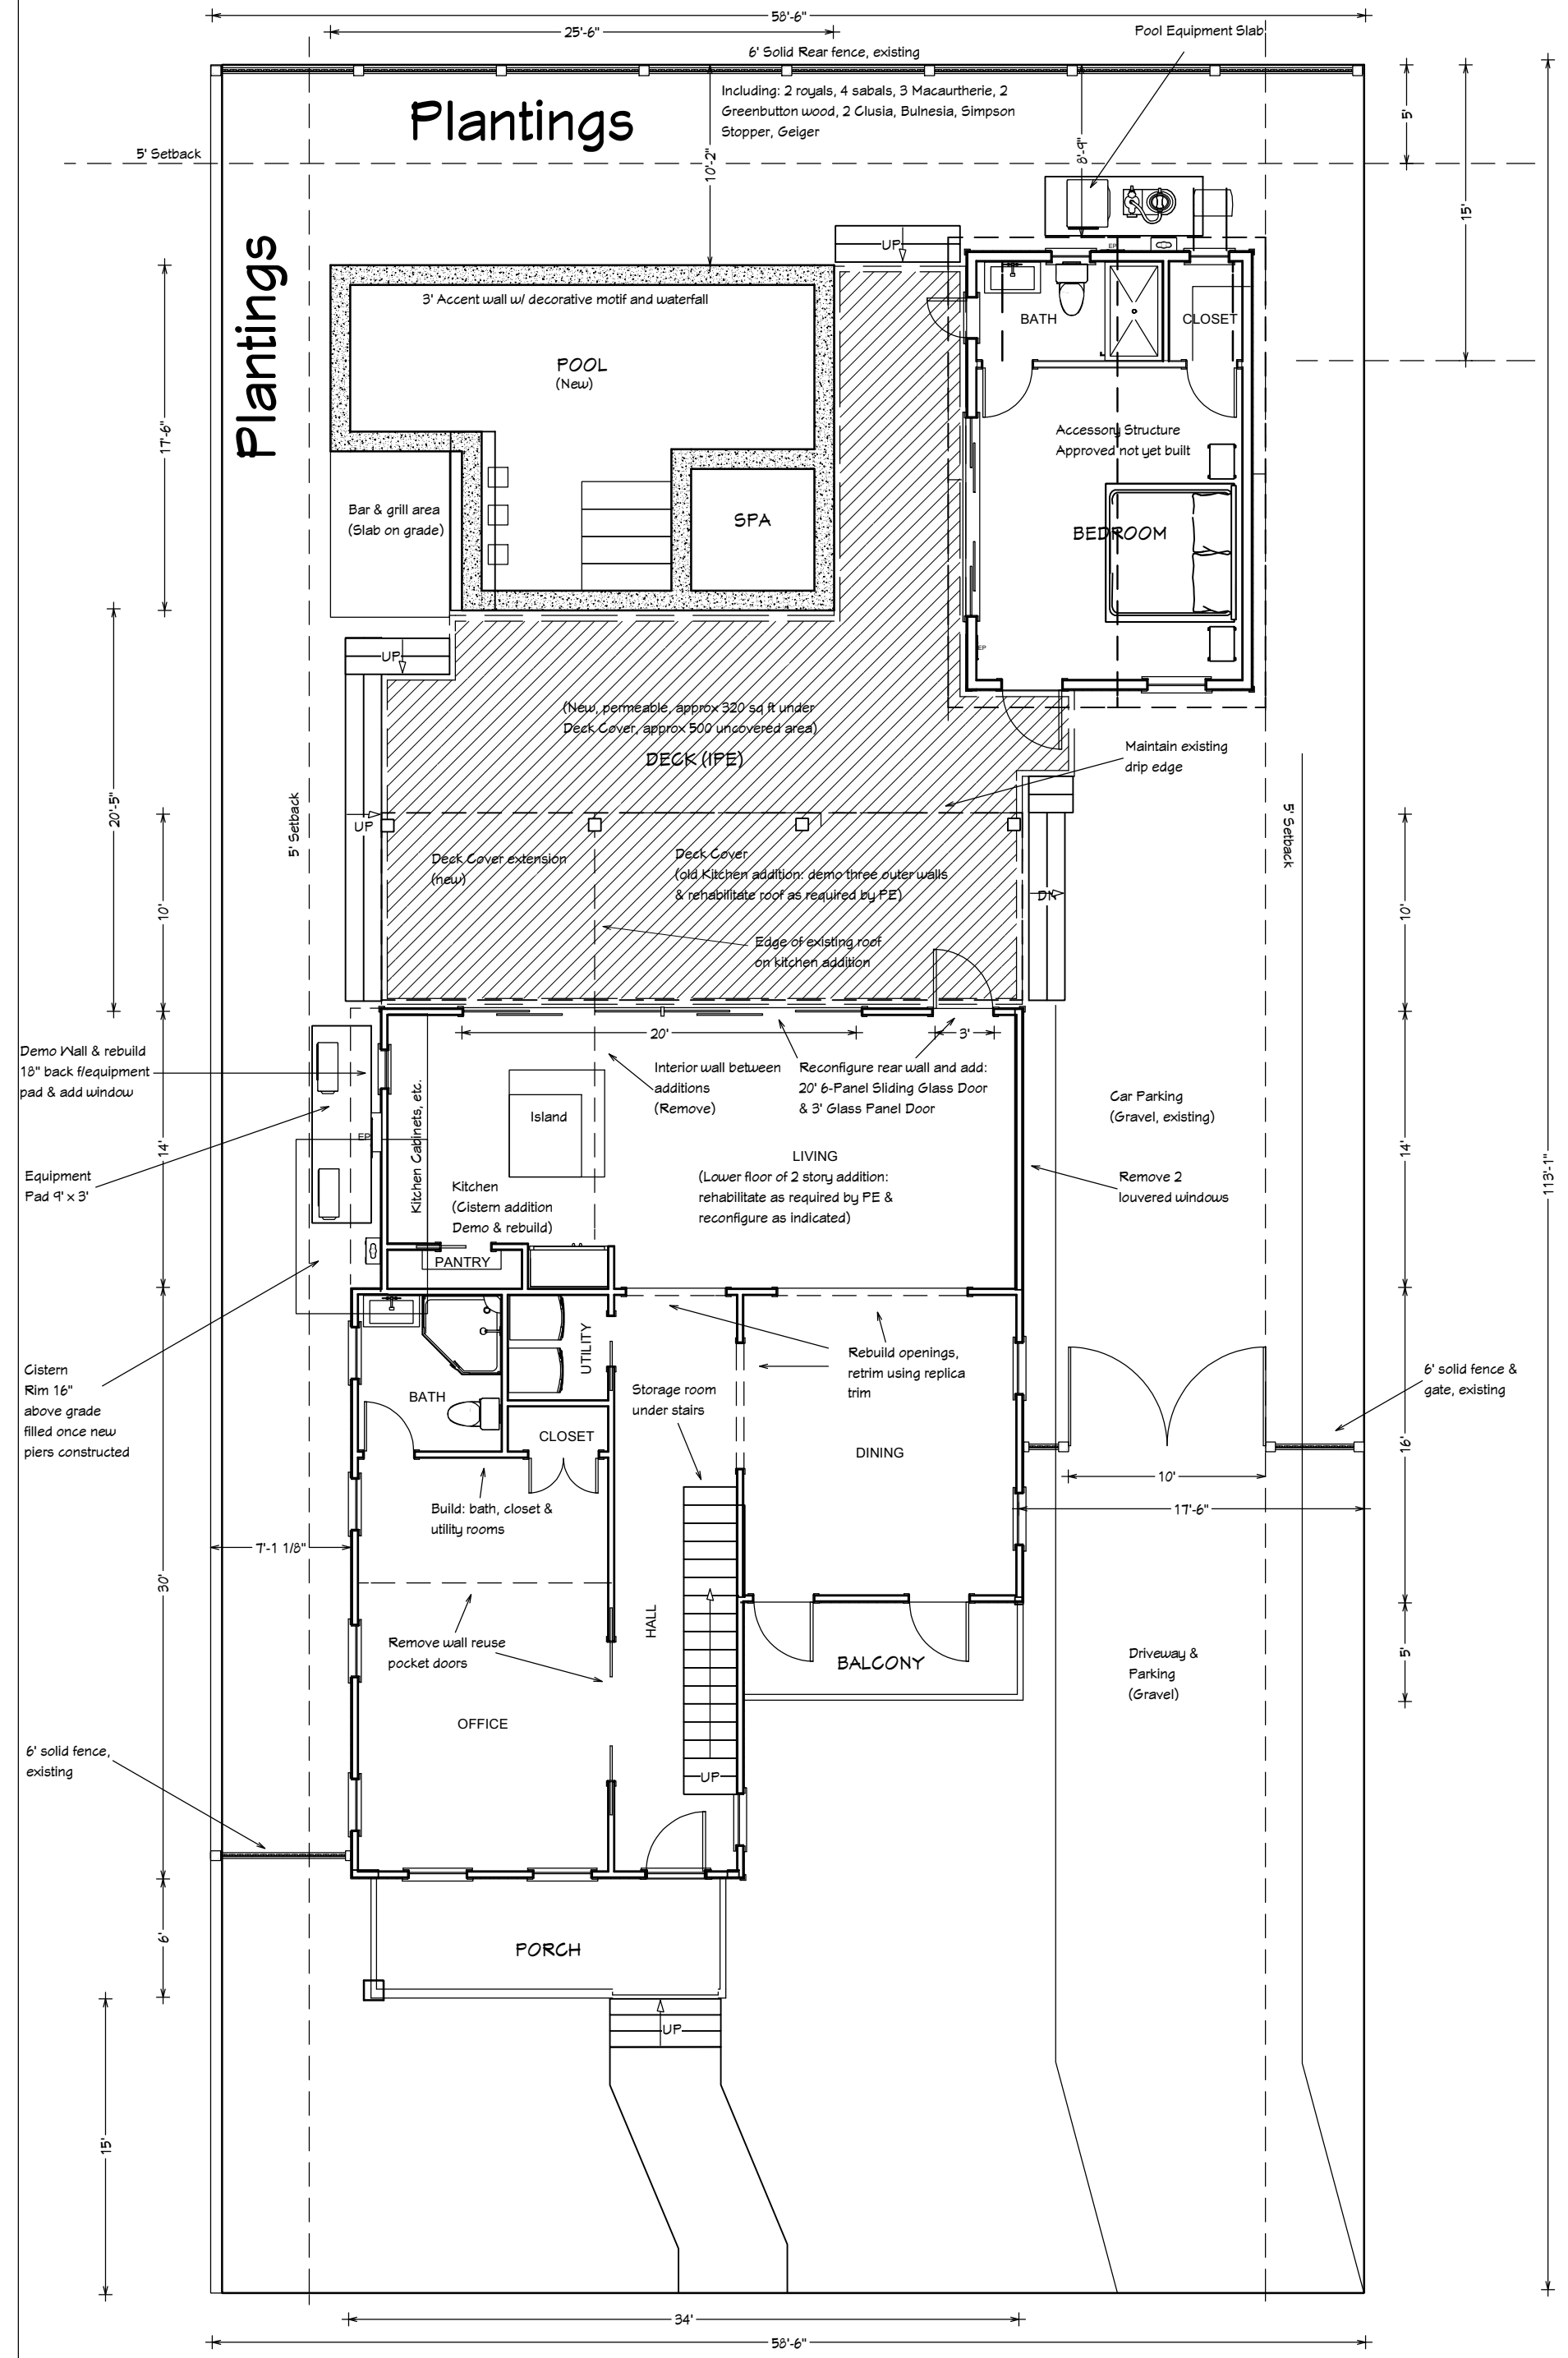 58'-6"
25'-6"
Pool Equipment Slab
6' Solid Rear fence, existing
Plantings
Including: 2 royals, 4 sabals, 3 Macaurtherie, 2
Greenbutton wood, 2 Clusia, Bulnesia, Simpson
Stopper, Geiger
5'
5' Setback
10'-2"
8'-9"
15'
Plantings
UP
EP
3' Accent wall w/ decorative motif and waterfall
BATH
CLOSET
POOL
(New)
17'-6"
Accessory Structure
Approved not yet built
Bar & grill area
(Slab on grade)
SPA
BEDROOM
EP
UP
(New, permeable, approx 320 sq ft under
Deck Cover, approx 500 uncovered area)
DECK (IPE)
Maintain existing
drip edge
20'-5"
5' Setback
UP
5' Setback
Deck Cover extension
(new)
Deck Cover
(old Kitchen addition: demo three outer walls
& rehabilitate roof as required by PE)
DN
10'
10'
Edge of existing roof
on kitchen addition
20'
3'
Demo Wall & rebuild
18" back f/equipment
pad & add window
Interior wall between
additions
(Remove)
Reconfigure rear wall and add:
20' 6-Panel Sliding Glass Door
& 3' Glass Panel Door
Kitchen Cabinets, etc.
Island
Car Parking
(Gravel, existing)
EP
14'
14'
LIVING
(Lower floor of 2 story addition:
rehabilitate as required by PE &
reconfigure as indicated)
Equipment
Pad 9' x 3'
Kitchen
(Cistern addition
Demo & rebuild)
Remove 2
louvered windows
PANTRY
UTILITY
Rebuild openings,
retrim using replica
trim
Cistern
Rim 16"
above grade
filled once new
piers constructed
BATH
Storage room
under stairs
6' solid fence &
gate, existing
CLOSET
DINING
16'
10'
Build: bath, closet &
utility rooms
17'-6"
7'-1 1/8"
30'
HALL
Remove wall reuse
pocket doors
BALCONY
5'
Driveway &
Parking
(Gravel)
OFFICE
6' solid fence,
existing
UP
6'
PORCH
UP
15'
113'-1"
34'
58'-6"